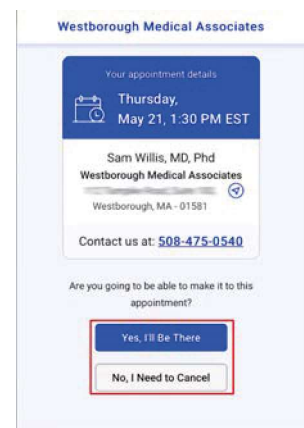 Westborough Medical Associates
Your appointment details
Thursday,
May 21, 1:30 PM EST
Sam Willis, MD, Phd
Westborough Medical Associates
Westborough, MA - 01581
Contact us at: 508-475-0540
Are you going to be able to make it to this
appointment?
Yes, I'll Be There
No, I Need to Cancel